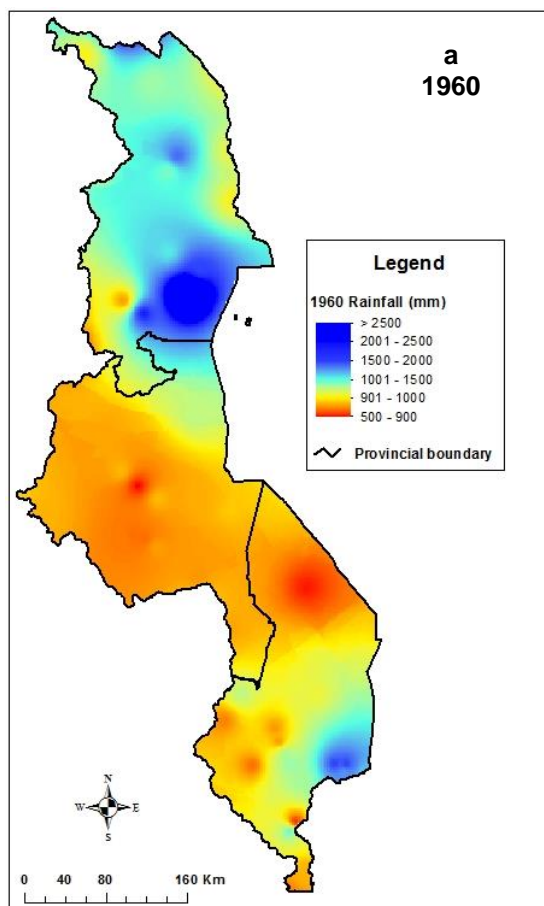 a
1960
Legend
1960 Rainfall (mm)
> 2500
2001 - 2500
1500 - 2000
1001 - 1500
901 - 1000
500 - 900
Provincial boundary
N
W E
S
0 40 80 160 Km